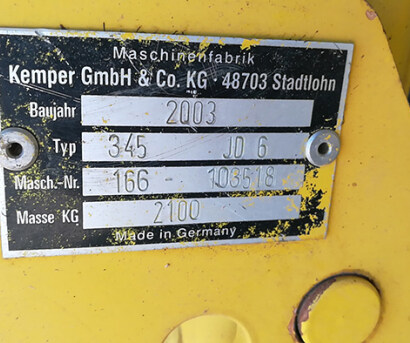 Maschinenfabrik
Kemper GmbH & Co. KG · 48703 Stadtlohn
Baujahr 2003
Typ 345 JD 6
Masch.-Nr. 166 103618
Masse KG 2100
Made in Germany